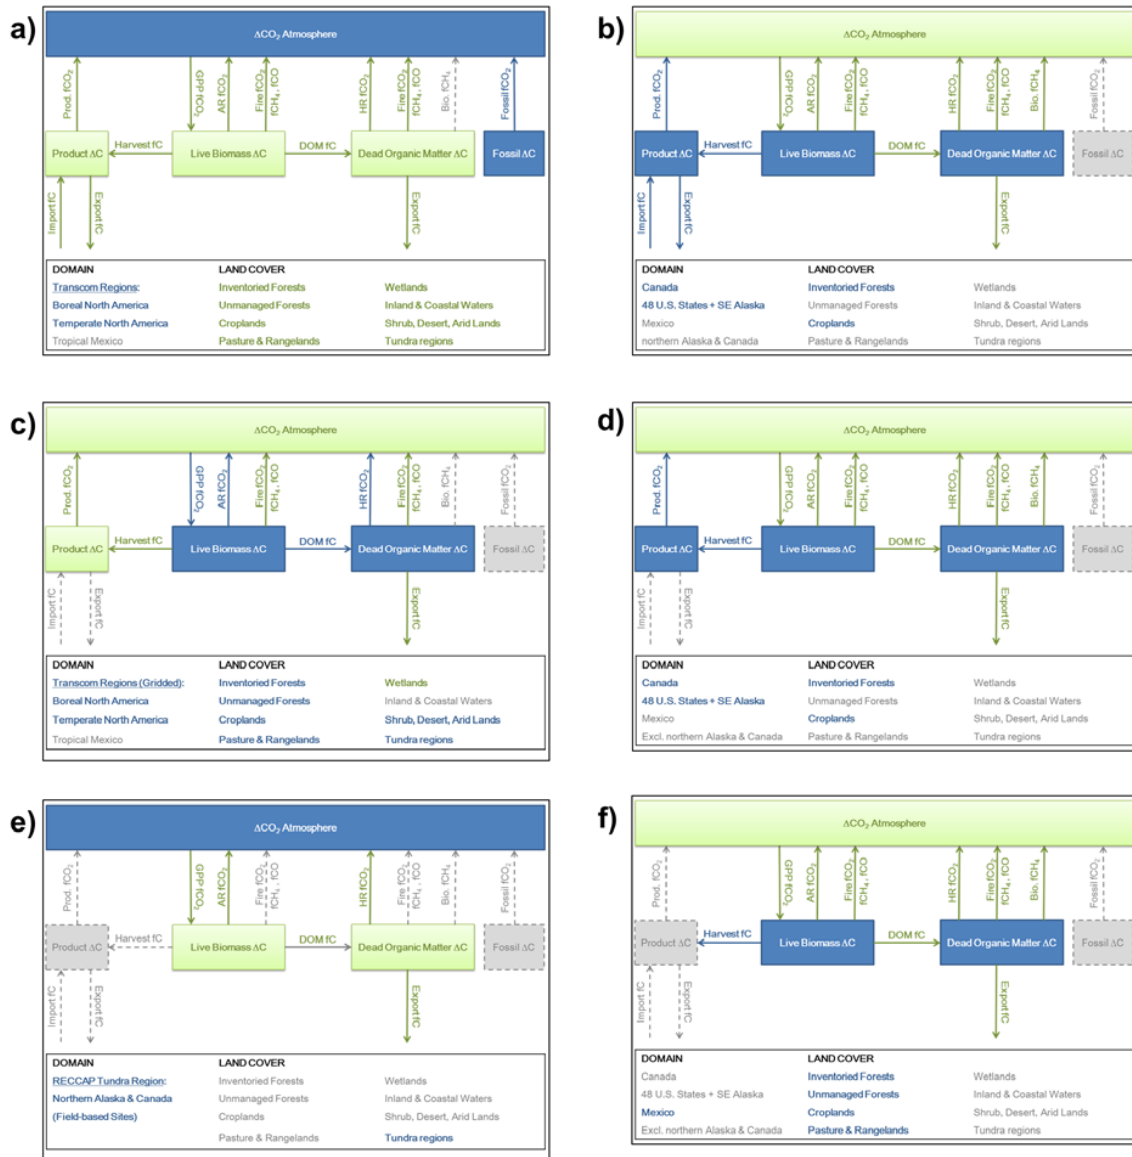 a)
ΔCO₂ Atmosphere
Prod. fCO₂
GPP fCO₂
AR fCO₂
Fire fCO₂
fCH₄, fCO
HR fCO₂
Fire fCO₂
fCH₄, fCO
Bio. fCH₄
Fossil fCO₂
Product ΔC
Harvest fC
Live Biomass ΔC
DOM fC
Dead Organic Matter ΔC
Fossil ΔC
Import fC
Export fC
Export fC
DOMAIN
Transcom Regions:
Boreal North America
Temperate North America
Tropical Mexico
LAND COVER
Inventoried Forests
Unmanaged Forests
Croplands
Pasture & Rangelands
Wetlands
Inland & Coastal Waters
Shrub, Desert, Arid Lands
Tundra regions
b)
ΔCO₂ Atmosphere
Prod. fCO₂
GPP fCO₂
AR fCO₂
Fire fCO₂
fCH₄, fCO
HR fCO₂
Fire fCO₂
fCH₄, fCO
Bio. fCH₄
Fossil fCO₂
Product ΔC
Harvest fC
Live Biomass ΔC
DOM fC
Dead Organic Matter ΔC
Fossil ΔC
Import fC
Export fC
Export fC
DOMAIN
Canada
48 U.S. States + SE Alaska
Mexico
northern Alaska & Canada
LAND COVER
Inventoried Forests
Unmanaged Forests
Croplands
Pasture & Rangelands
Wetlands
Inland & Coastal Waters
Shrub, Desert, Arid Lands
Tundra regions
c)
ΔCO₂ Atmosphere
Prod. fCO₂
GPP fCO₂
AR fCO₂
Fire fCO₂
fCH₄, fCO
HR fCO₂
Fire fCO₂
fCH₄, fCO
Bio. fCH₄
Fossil fCO₂
Product ΔC
Harvest fC
Live Biomass ΔC
DOM fC
Dead Organic Matter ΔC
Fossil ΔC
Import fC
Export fC
Export fC
DOMAIN
Transcom Regions (Gridded):
Boreal North America
Temperate North America
Tropical Mexico
LAND COVER
Inventoried Forests
Unmanaged Forests
Croplands
Pasture & Rangelands
Wetlands
Inland & Coastal Waters
Shrub, Desert, Arid Lands
Tundra regions
d)
ΔCO₂ Atmosphere
Prod. fCO₂
GPP fCO₂
AR fCO₂
Fire fCO₂
fCH₄, fCO
HR fCO₂
Fire fCO₂
fCH₄, fCO
Bio. fCH₄
Fossil fCO₂
Product ΔC
Harvest fC
Live Biomass ΔC
DOM fC
Dead Organic Matter ΔC
Fossil ΔC
Import fC
Export fC
Export fC
DOMAIN
Canada
48 U.S. States + SE Alaska
Mexico
Excl. northern Alaska & Canada
LAND COVER
Inventoried Forests
Unmanaged Forests
Croplands
Pasture & Rangelands
Wetlands
Inland & Coastal Waters
Shrub, Desert, Arid Lands
Tundra regions
e)
ΔCO₂ Atmosphere
Prod. fCO₂
GPP fCO₂
AR fCO₂
Fire fCO₂
fCH₄, fCO
HR fCO₂
Fire fCO₂
fCH₄, fCO
Bio. fCH₄
Fossil fCO₂
Product ΔC
Harvest fC
Live Biomass ΔC
DOM fC
Dead Organic Matter ΔC
Fossil ΔC
Import fC
Export fC
Export fC
DOMAIN
RECCAP Tundra Region:
Northern Alaska & Canada
(Field-based Sites)
LAND COVER
Inventoried Forests
Unmanaged Forests
Croplands
Pasture & Rangelands
Wetlands
Inland & Coastal Waters
Shrub, Desert, Arid Lands
Tundra regions
f)
ΔCO₂ Atmosphere
Prod. fCO₂
GPP fCO₂
AR fCO₂
Fire fCO₂
fCH₄, fCO
HR fCO₂
Fire fCO₂
fCH₄, fCO
Bio. fCH₄
Fossil fCO₂
Product ΔC
Harvest fC
Live Biomass ΔC
DOM fC
Dead Organic Matter ΔC
Fossil ΔC
Import fC
Export fC
Export fC
DOMAIN
Canada
48 U.S. States + SE Alaska
Mexico
Excl. northern Alaska & Canada
LAND COVER
Inventoried Forests
Unmanaged Forests
Croplands
Pasture & Rangelands
Wetlands
Inland & Coastal Waters
Shrub, Desert, Arid Lands
Tundra regions